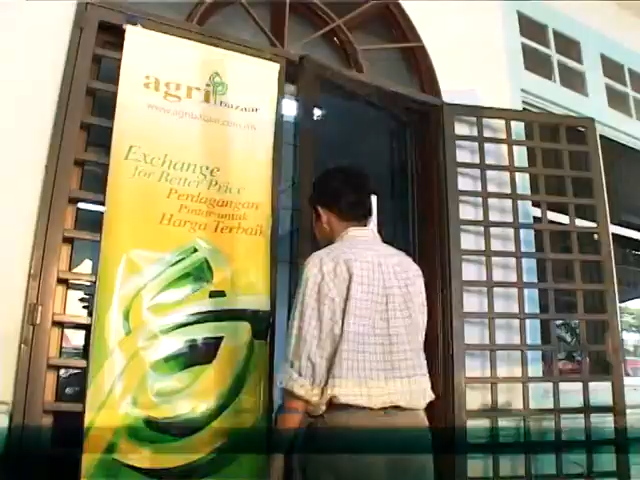 agri
BAZAAR
www.agribazaar.com.my
Exchange
for Better Price
Perdagangan
Pintar untuk
Harga Terbaik